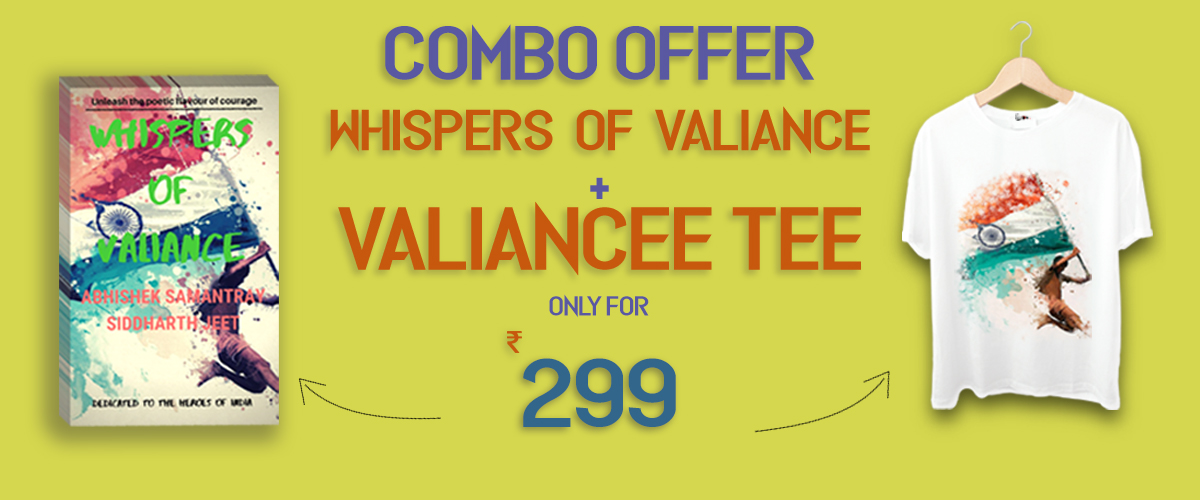 COMBO OFFER
WHISPERS OF VALIANCE
+
VALIANCEE TEE
ONLY FOR
₹
299
Unleash the poetic flavour of courage
WHISPERS
OF
VALIANCE
ABHISHEK SAMANTRAY
SIDDHARTH JEET
DEDICATED TO THE HEROES OF INDIA